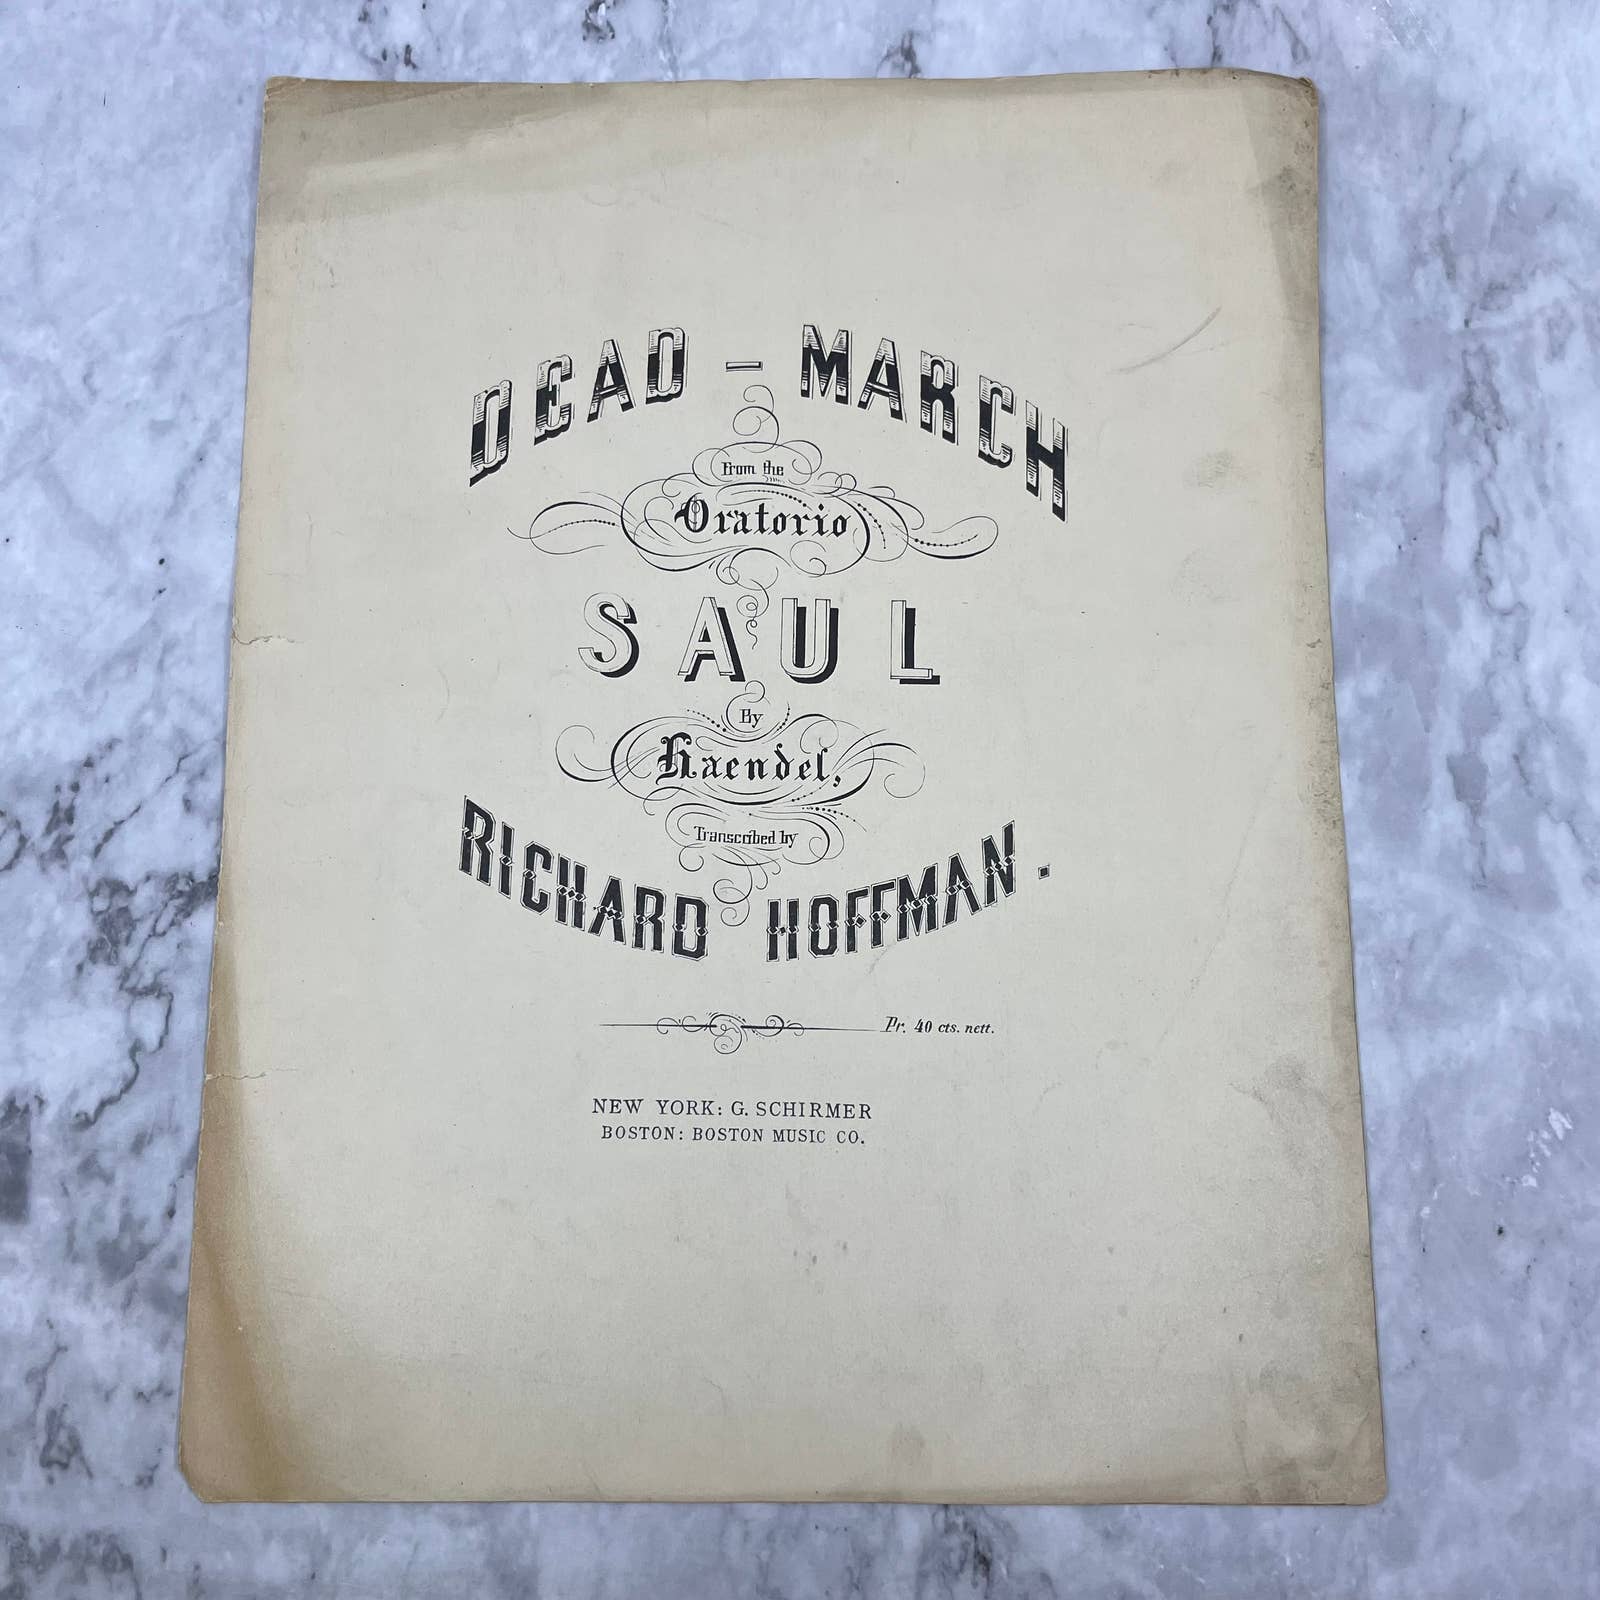 DEAD - MARCH
From the
Oratorio
SAUL
By
Haendel,
Transcribed by
RICHARD HOFFMAN.
Pr. 40 cts. nett.
NEW YORK: G. SCHIRMER
BOSTON: BOSTON MUSIC CO.